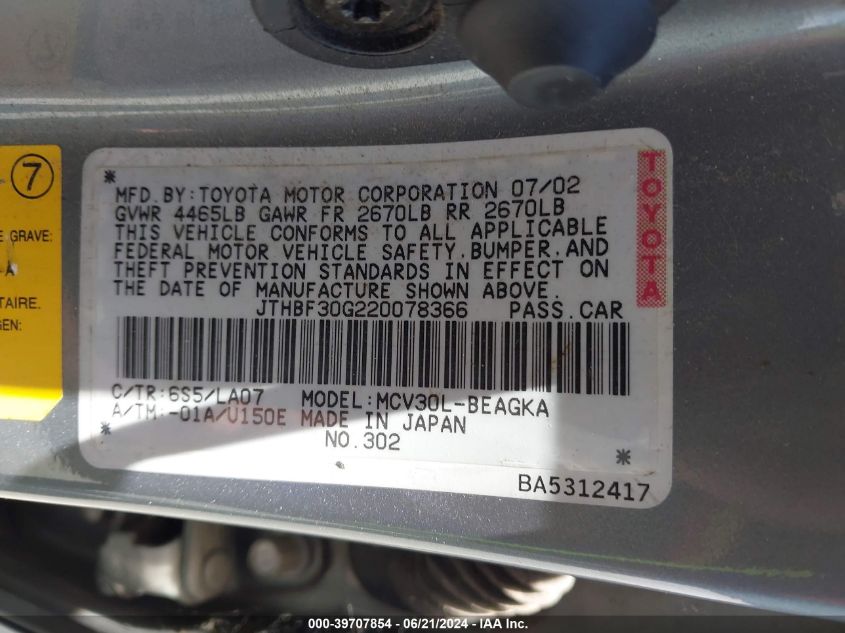 7
E GRAVE:
A
TAIRE.
EN:
* 
MFD.BY:TOYOTA MOTOR CORPORATION 07/02
GVWR 4465LB GAWR FR 2670LB RR 2670LB
THIS VEHICLE CONFORMS TO ALL APPLICABLE
FEDERAL MOTOR VEHICLE SAFETY,BUMPER,AND
THEFT PREVENTION STANDARDS IN EFFECT ON
THE DATE OF MANUFACTURE SHOWN ABOVE.
JTHBF30G220078366 PASS.CAR
C/TR:6S5/LA07 MODEL:MCV30L-BEAGKA
A/TM:-01A/U150E MADE IN JAPAN
* NO.302 *
BA5312417
TOYOTA
000-39707854 - 06/21/2024 - IAA Inc.